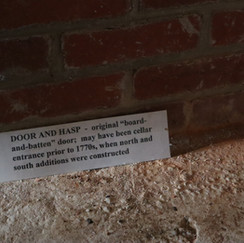 DOOR AND HASP - original "board-
and-batten" door; may have been cellar
entrance prior to 1770s, when north and
south additions were constructed